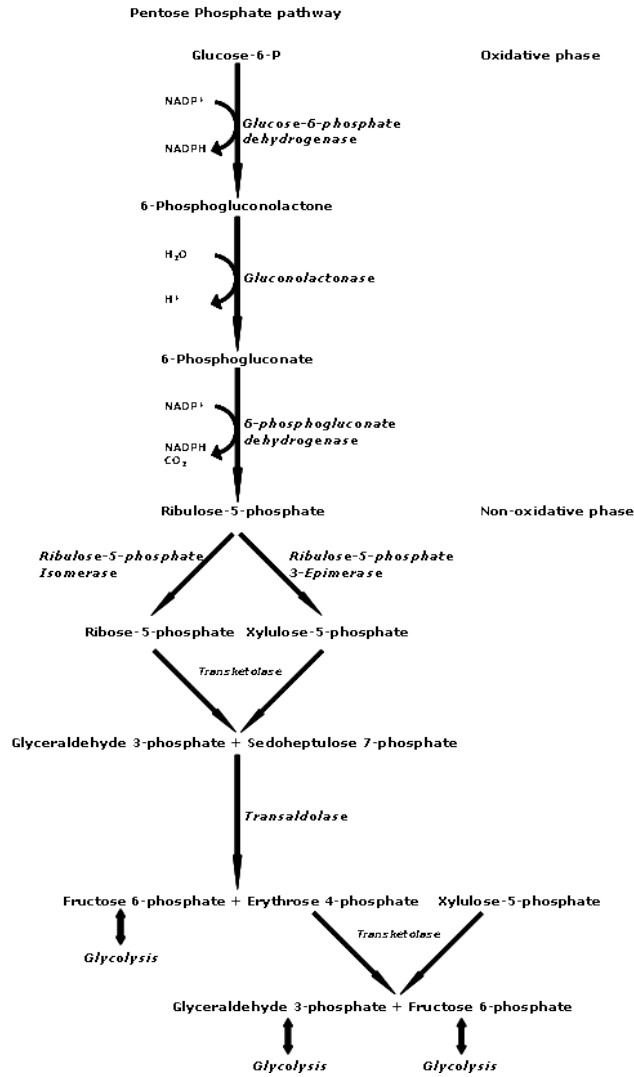 Pentose Phosphate pathway
Glucose-6-P
Oxidative phase
NADP+
Glucose-6-phosphate
dehydrogenase
NADPH
6-Phosphogluconolactone
H₂O
Gluconolactonase
H+
6-Phosphogluconate
NADP+
6-phosphogluconate
dehydrogenase
NADPH
CO₂
Ribulose-5-phosphate
Non-oxidative phase
Ribulose-5-phosphate
Isomerase
Ribulose-5-phosphate
3-Epimerase
Ribose-5-phosphate
Xylulose-5-phosphate
Transketolase
Glyceraldehyde 3-phosphate + Sedoheptulose 7-phosphate
Transaldolase
Fructose 6-phosphate + Erythrose 4-phosphate
Xylulose-5-phosphate
Transketolase
Glycolysis
Glyceraldehyde 3-phosphate + Fructose 6-phosphate
Glycolysis
Glycolysis